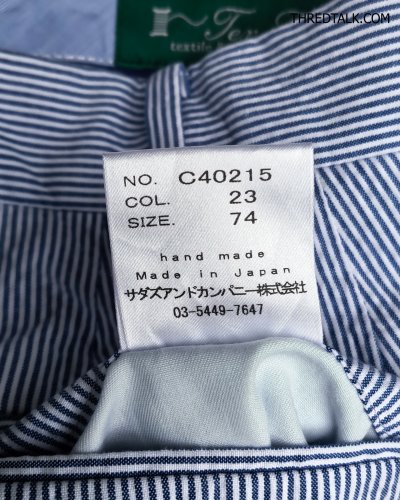 THREDTALK.COM
NO. C40215
COL. 23
SIZE. 74
hand made
Made in Japan
サダズアンドカンパニー株式会社
03-5449-7647